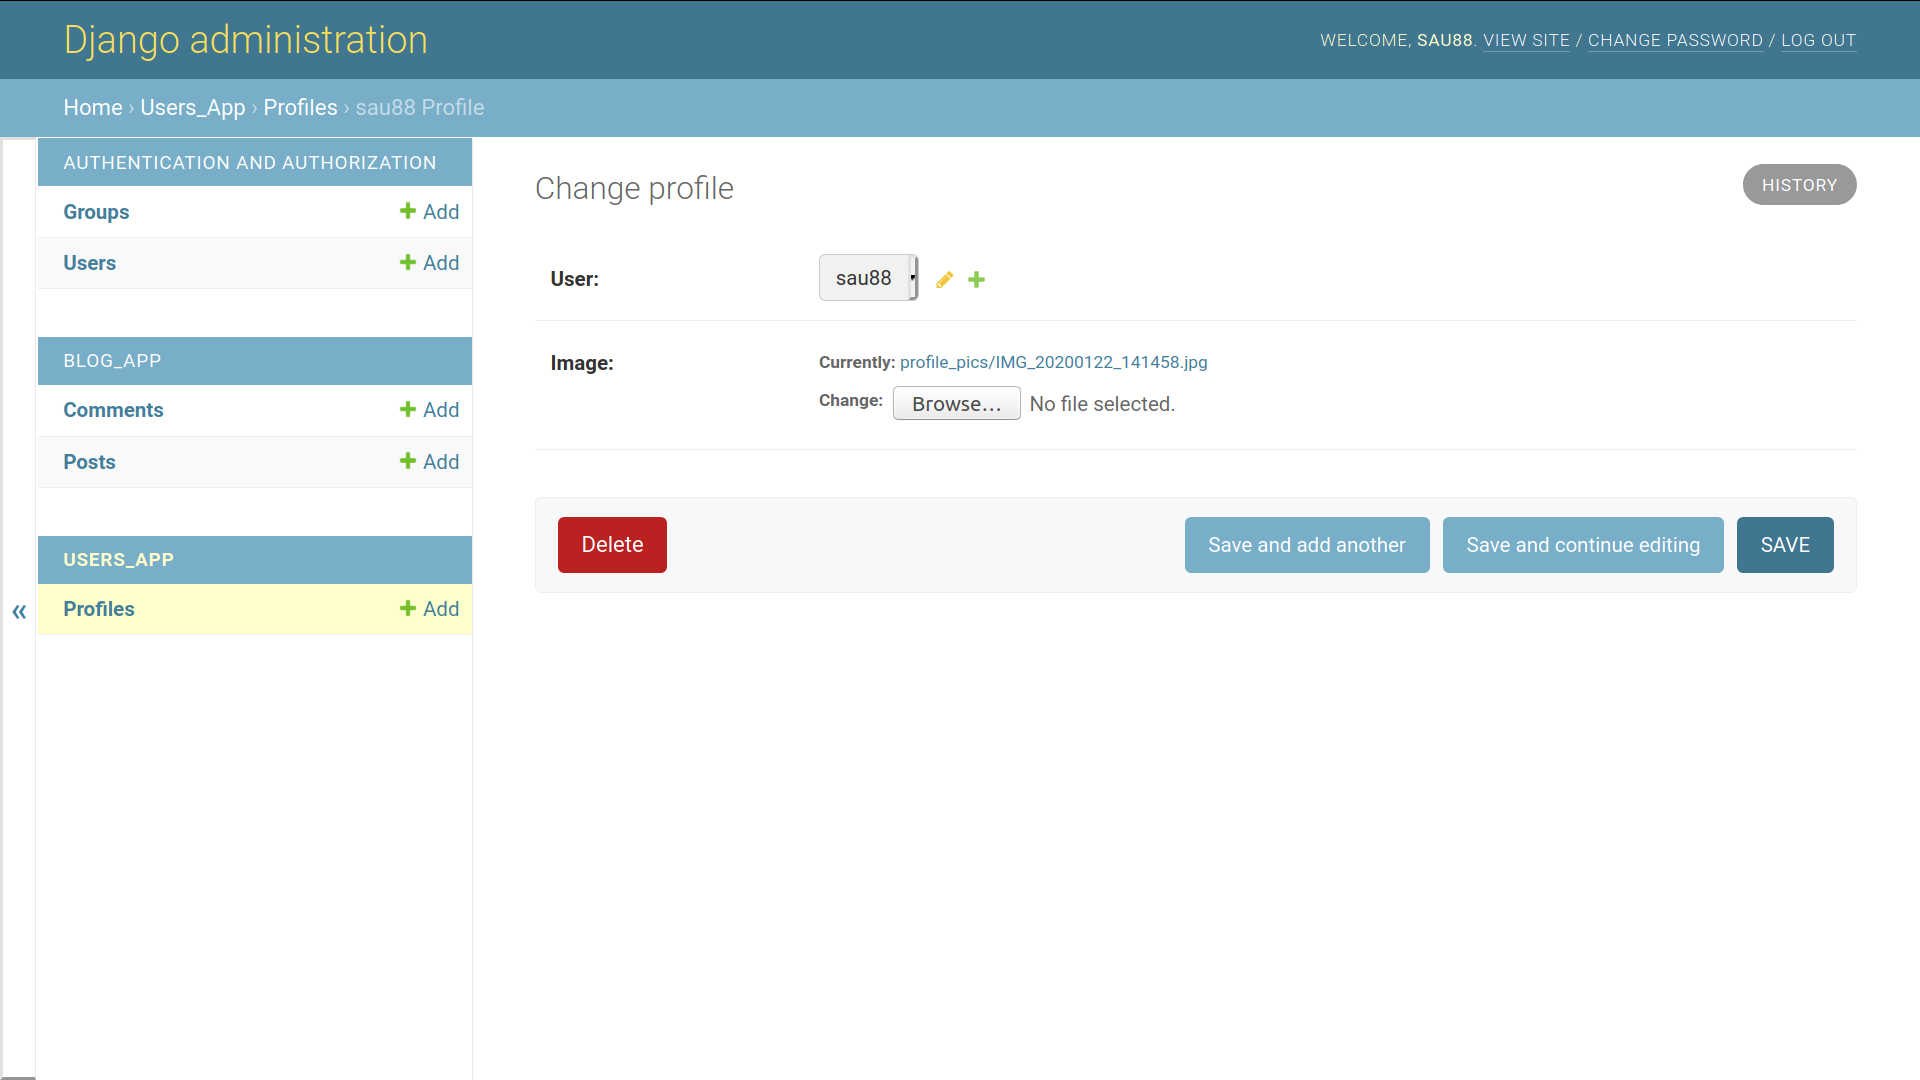 Django administration
WELCOME, SAU88. VIEW SITE / CHANGE PASSWORD / LOG OUT
Home › Users_App › Profiles › sau88 Profile
AUTHENTICATION AND AUTHORIZATION
Groups Add
Users Add
BLOG_APP
Comments Add
Posts Add
USERS_APP
Profiles Add
«
Change profile
HISTORY
User: sau88
Image: Currently: profile_pics/IMG_20200122_141458.jpg
Change: Browse... No file selected.
Delete Save and add another Save and continue editing SAVE